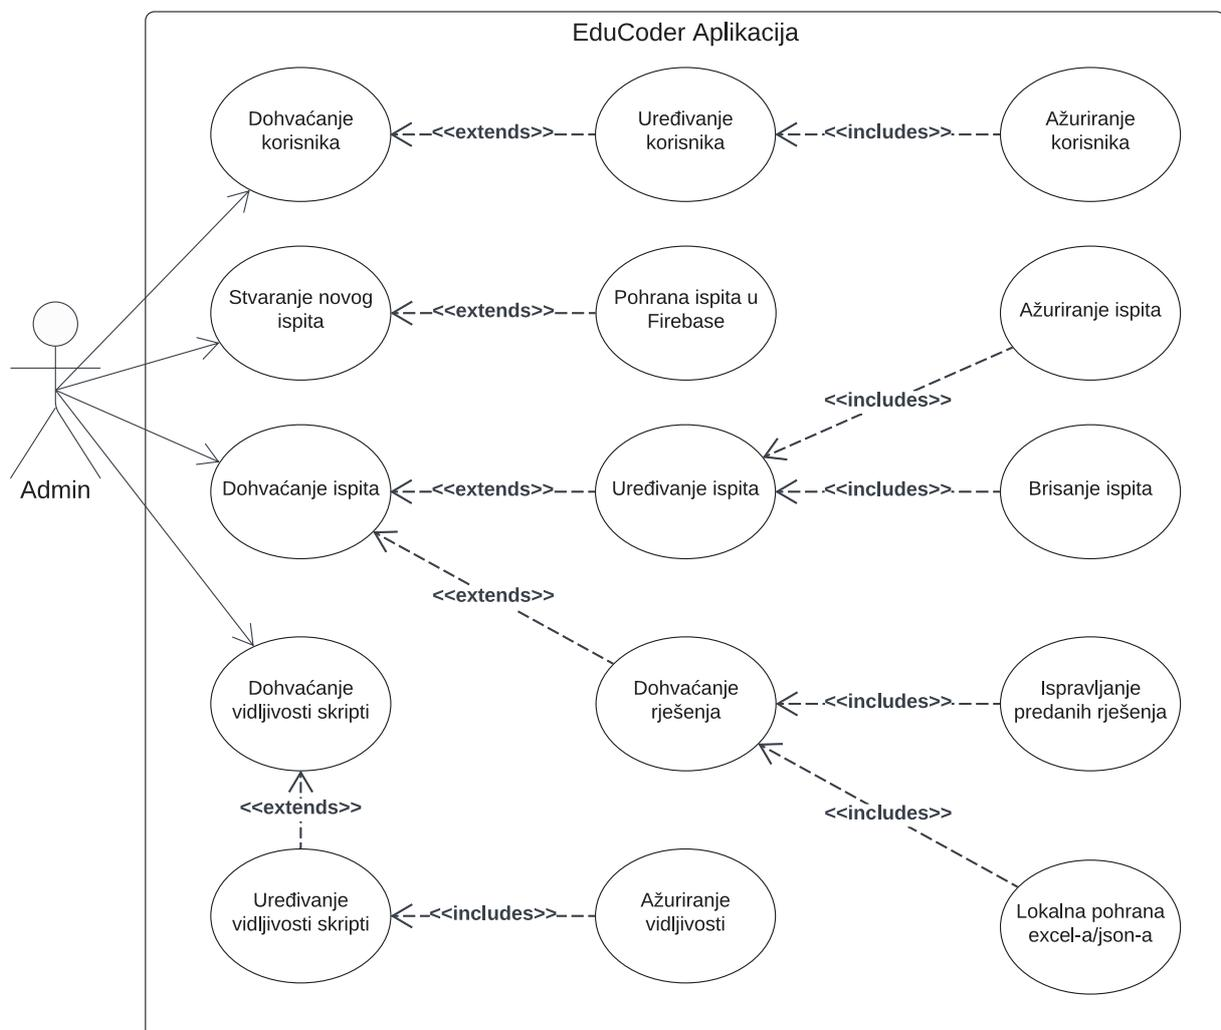 EduCoder Aplikacija
Dohvaćanje
korisnika
<<extends>>
Uređivanje
korisnika
<<includes>>
Ažuriranje
korisnika
Stvaranje novog
ispita
<<extends>>
Pohrana ispita u
Firebase
Ažuriranje ispita
<<includes>>
Admin
Dohvaćanje ispita
<<extends>>
Uređivanje ispita
<<includes>>
Brisanje ispita
<<extends>>
Dohvaćanje
vidljivosti skripti
Dohvaćanje
rješenja
<<includes>>
Ispravljanje
predanih rješenja
<<extends>>
<<includes>>
Uređivanje
vidljivosti skripti
<<includes>>
Ažuriranje
vidljivosti
Lokalna pohrana
excel-a/json-a